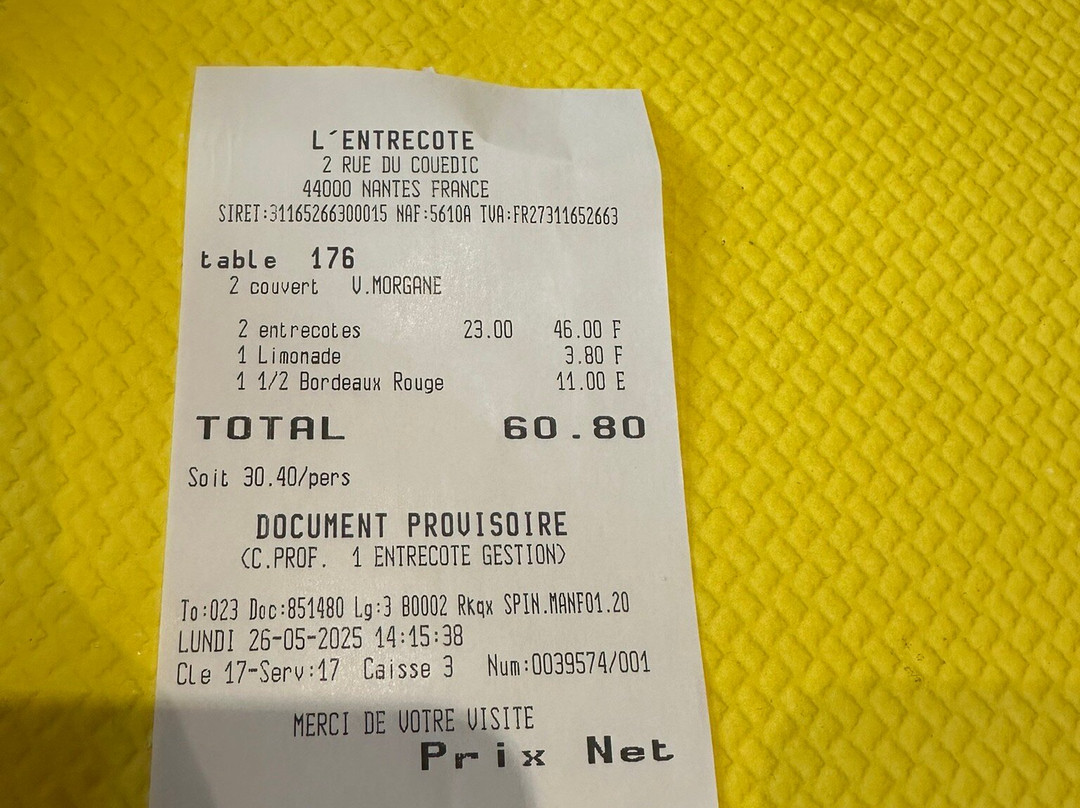 L´ENTRECOTE
2 RUE DU COUEDIC
44000 NANTES FRANCE
SIRET:31165266300015 NAF:5610A TVA:FR27311652663
table 176
2 couvert V.MORGANE
2 entrecotes 23.00 46.00 F
1 Limonade 3.80 F
1 1/2 Bordeaux Rouge 11.00 E
TOTAL 60.80
Soit 30.40/pers
DOCUMENT PROVISOIRE
(C.PROF. 1 ENTRECOTE GESTION)
To:023 Doc:851480 Lg:3 B0002 Rkqx SPIN.MANF01.20
LUNDI 26-05-2025 14:15:38
Cle 17-Serv:17 Caisse 3 Num:0039574/001
MERCI DE VOTRE VISITE
Prix Net